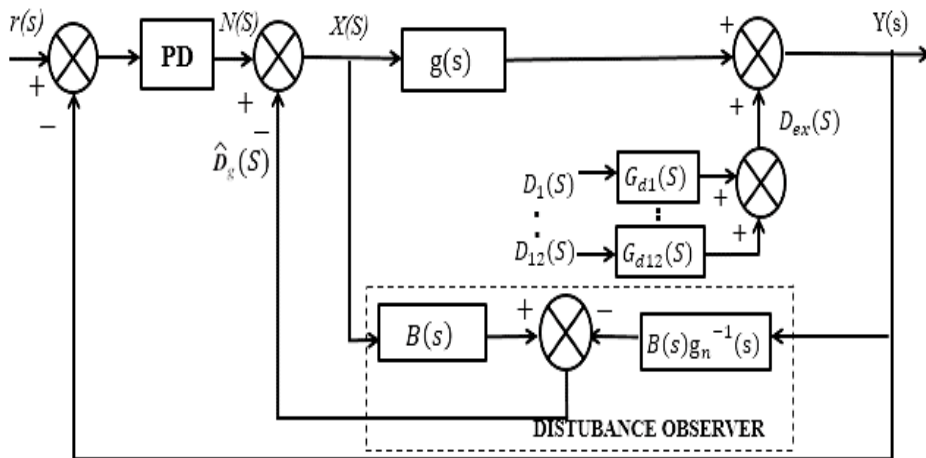 r(s) N(S) X(S) Y(s)
+ PD + g(s) + +
− −
D̂g(S) Dex(S)
D1(S) Gd1(S) + +
⋮ ⋮
D12(S) Gd12(S)
B(s) + − B(s)gn⁻¹(s)
DISTUBANCE OBSERVER